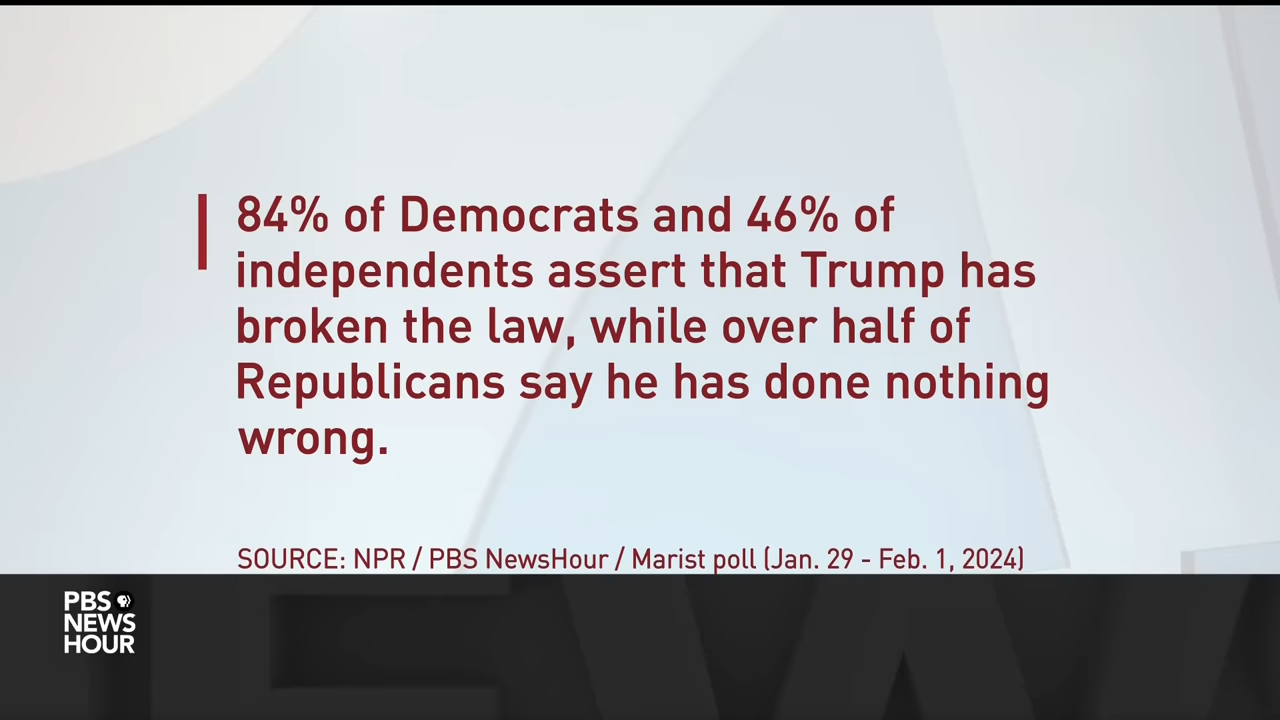 84% of Democrats and 46% of
independents assert that Trump has
broken the law, while over half of
Republicans say he has done nothing
wrong.
SOURCE: NPR / PBS NewsHour / Marist poll (Jan. 29 - Feb. 1, 2024)
PBS
NEWS
HOUR